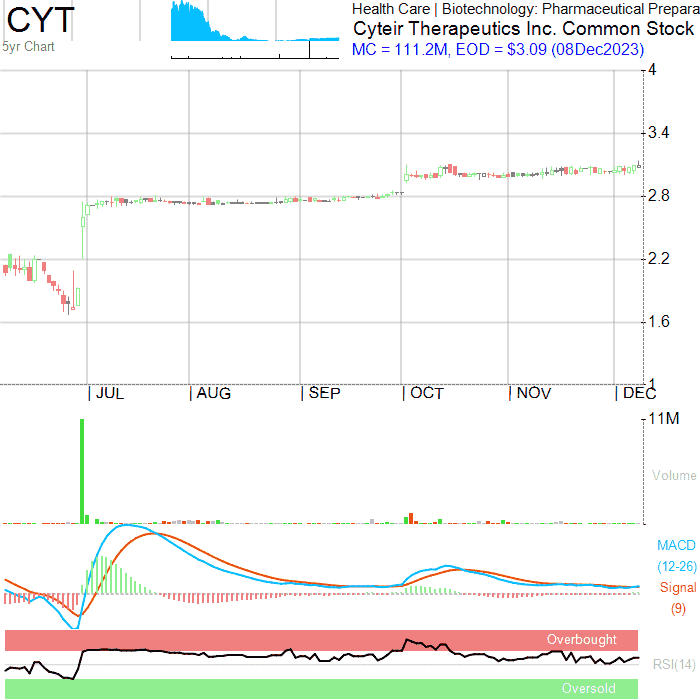 CYT
5yr Chart
Health Care | Biotechnology: Pharmaceutical Prepara
Cyteir Therapeutics Inc. Common Stock
MC = 111.2M, EOD = $3.09 (08Dec2023)
4
3.4
2.8
2.2
1.6
1
JUL
AUG
SEP
OCT
NOV
DEC
11M
Volume
MACD
(12-26)
Signal
(9)
Overbought
RSI(14)
Oversold